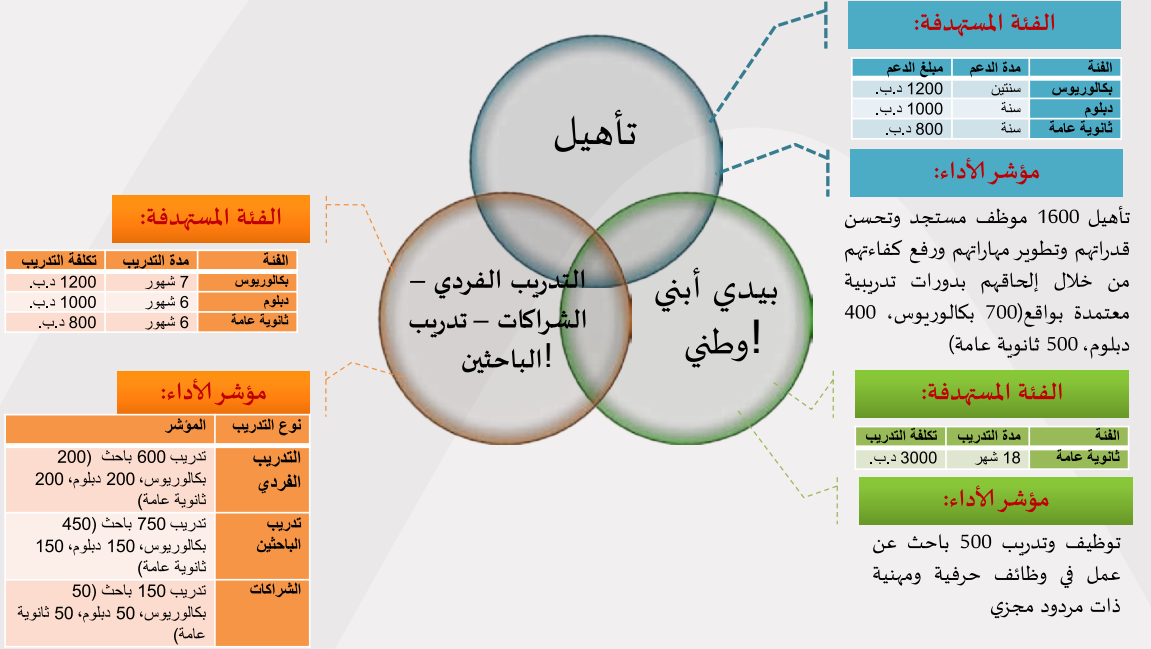 تأهيل
الفئة المستهدفة:
الفئة مدة الدعم مبلغ الدعم
بكالوريوس سنتين 1200 د.ب.
دبلوم سنة 1000 د.ب.
ثانوية عامة سنة 800 د.ب.
مؤشر الأداء:
تأهيل 1600 موظف مستجد وتحسن
قدراتهم وتطوير مهاراتهم ورفع كفاءتهم
من خلال إلحاقهم بدورات تدريبية
معتمدة بواقع(700 بكالوريوس، 400
دبلوم، 500 ثانوية عامة)
بيدي أبني
وطني!
الفئة المستهدفة:
الفئة مدة التدريب تكلفة التدريب
ثانوية عامة 18 شهر 3000 د.ب.
مؤشر الأداء:
توظيف وتدريب 500 باحث عن
عمل في وظائف حرفية ومهنية
ذات مردود مجزي
التدريب الفردي –
الشراكات – تدريب
الباحثين!
الفئة المستهدفة:
الفئة مدة التدريب تكلفة التدريب
بكالوريوس 7 شهور 1200 د.ب.
دبلوم 6 شهور 1000 د.ب.
ثانوية عامة 6 شهور 800 د.ب.
مؤشر الأداء:
نوع التدريب المؤشر
التدريب الفردي
تدريب 600 باحث (200
بكالوريوس، 200 دبلوم، 200
ثانوية عامة)
تدريب الباحثين
تدريب 750 باحث (450
بكالوريوس، 150 دبلوم، 150
ثانوية عامة)
الشراكات
تدريب 150 باحث (50
بكالوريوس، 50 دبلوم، 50 ثانوية
عامة)